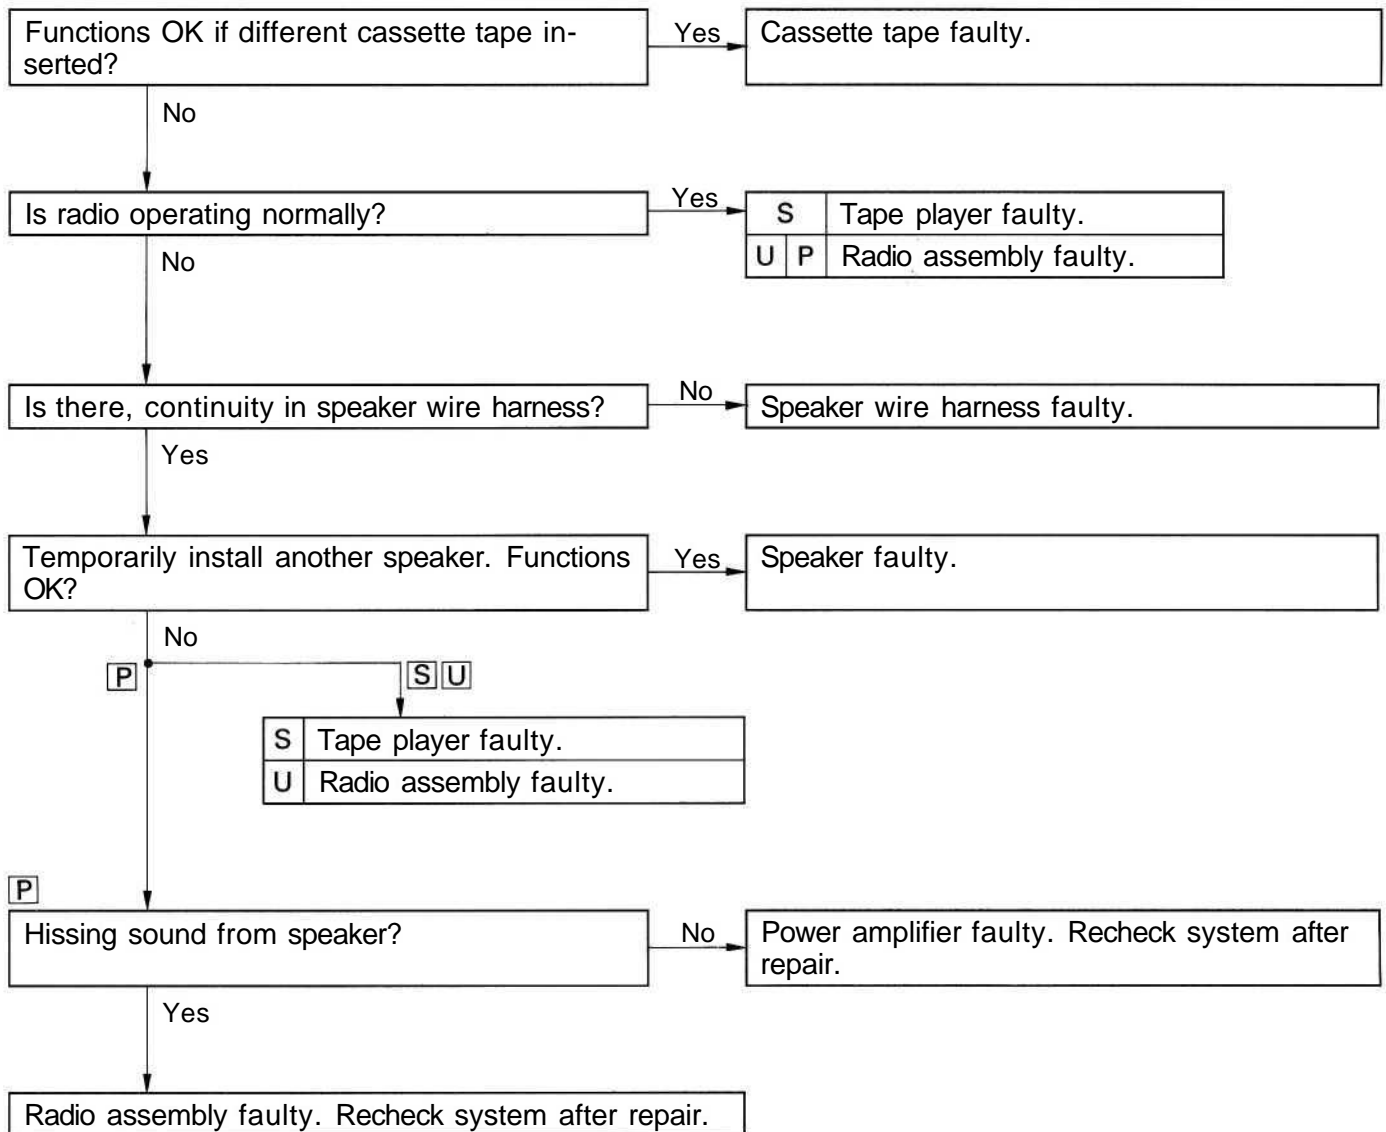 Functions OK if different cassette tape in-
serted?
Yes
Cassette tape faulty.
No
Is radio operating normally?
Yes
S Tape player faulty.
U P Radio assembly faulty.
No
Is there, continuity in speaker wire harness?
No
Speaker wire harness faulty.
Yes
Temporarily install another speaker. Functions
OK?
Yes
Speaker faulty.
No
P
S U
S Tape player faulty.
U Radio assembly faulty.
P
Hissing sound from speaker?
No
Power amplifier faulty. Recheck system after
repair.
Yes
Radio assembly faulty. Recheck system after repair.